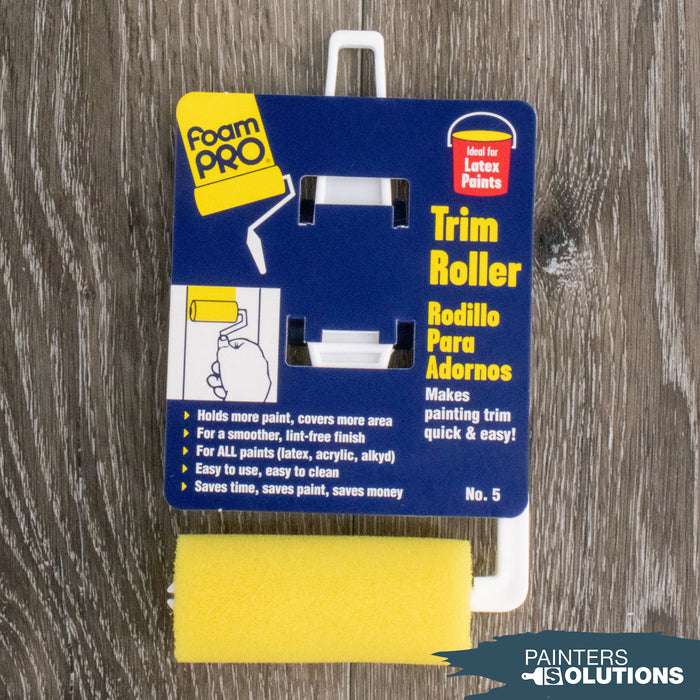 foam
PRO®
Ideal for
Latex
Paints
Trim
Roller
Rodillo
Para
Adornos
Makes
painting trim
quick & easy!
Holds more paint, covers more area
For a smoother, lint-free finish
For ALL paints (latex, acrylic, alkyd)
Easy to use, easy to clean
Saves time, saves paint, saves money
No. 5
PAINTERS
SOLUTIONS